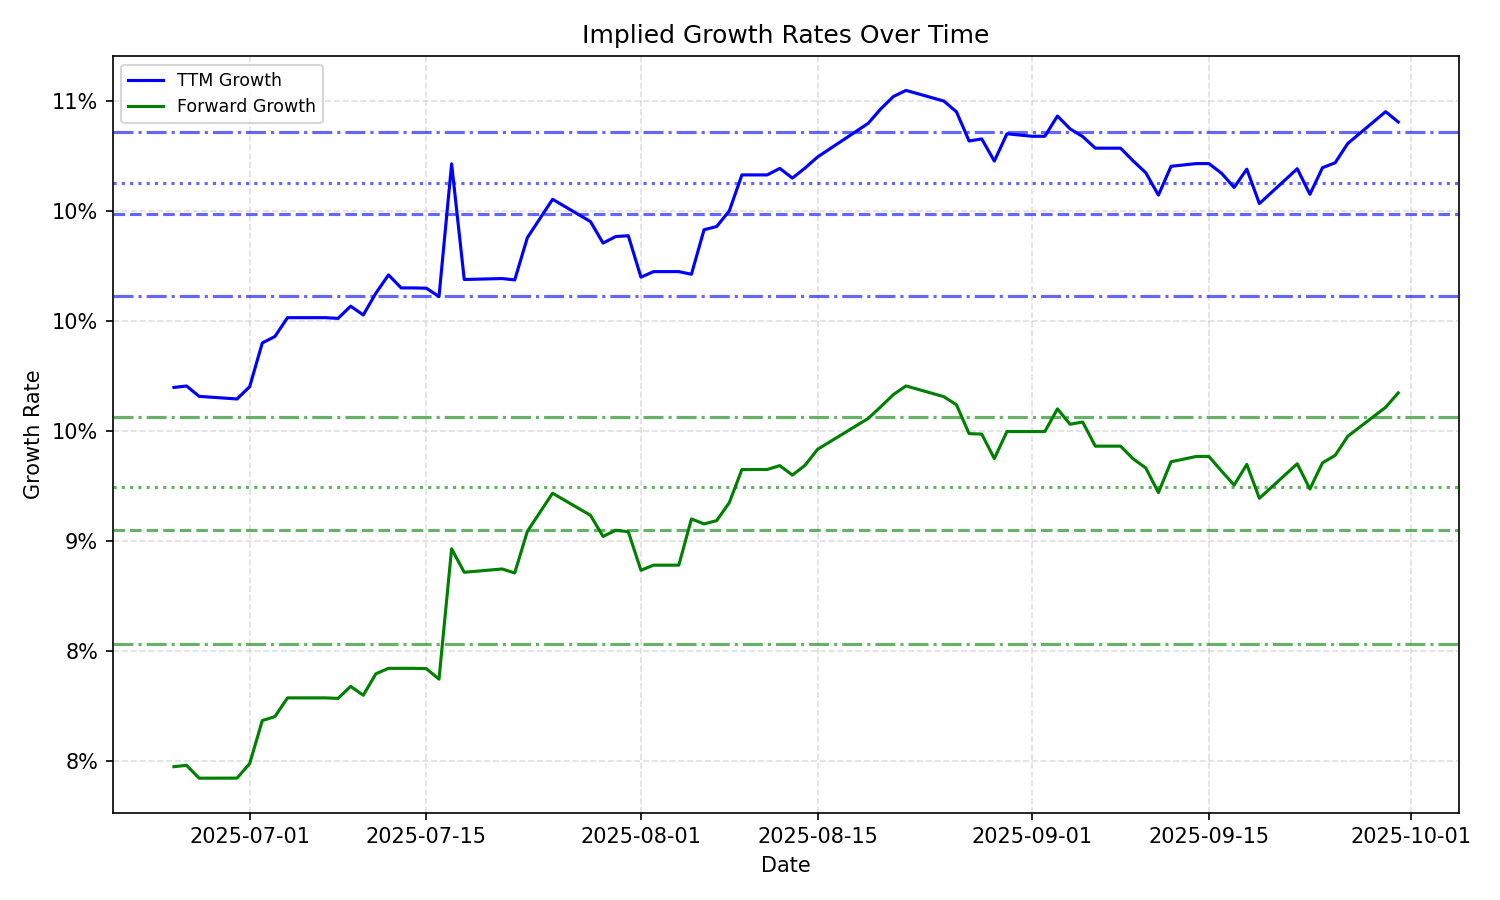 Implied Growth Rates Over Time
TTM Growth
Forward Growth
11%
10%
10%
10%
9%
8%
8%
Growth Rate
2025-07-01
2025-07-15
2025-08-01
2025-08-15
2025-09-01
2025-09-15
2025-10-01
Date